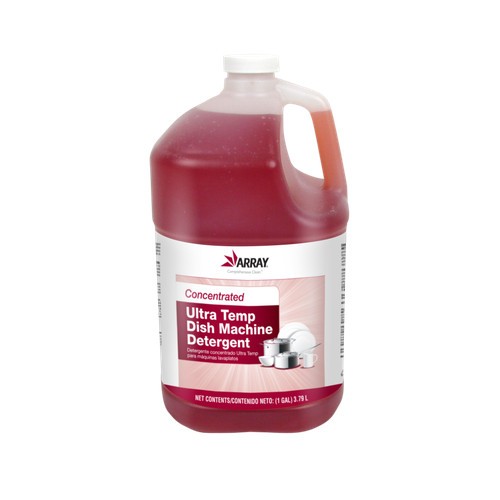 ARRAY
Concentrated
Ultra Temp
Dish Machine
Detergent
Detergente concentrado Ultra Temp
para máquinas lavaplatos
NET CONTENTS/CONTENIDO NETO: (1 GAL) 3.79 L